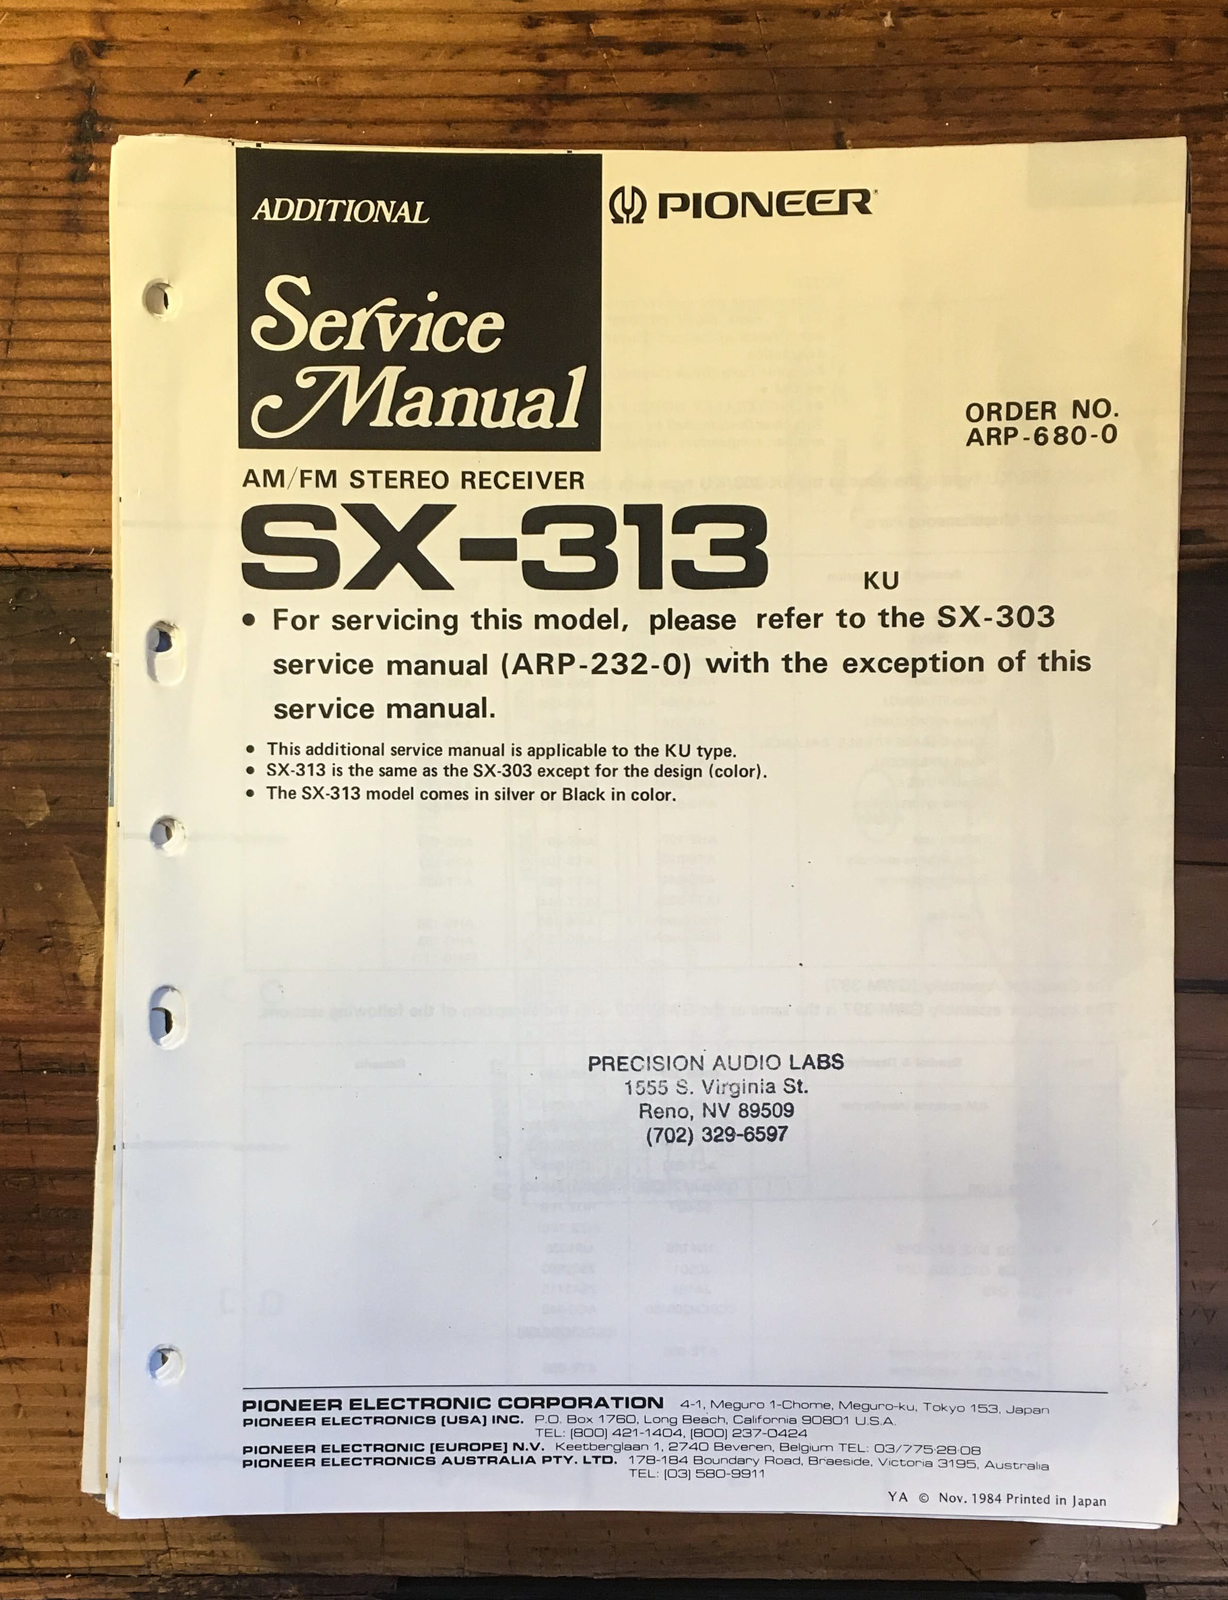 ADDITIONAL
Service
Manual
PIONEER
ORDER NO.
ARP-680-0
AM/FM STEREO RECEIVER
SX-313
KU
• For servicing this model, please refer to the SX-303
service manual (ARP-232-0) with the exception of this
service manual.
• This additional service manual is applicable to the KU type.
• SX-313 is the same as the SX-303 except for the design (color).
• The SX-313 model comes in silver or Black in color.
PRECISION AUDIO LABS
1555 S. Virginia St.
Reno, NV 89509
(702) 329-6597
PIONEER ELECTRONIC CORPORATION 4-1, Meguro 1-Chome, Meguro-ku, Tokyo 153, Japan
PIONEER ELECTRONICS [USA] INC. P.O. Box 1760, Long Beach, California 90801 U.S.A.
TEL: [800] 421-1404, [800] 237-0424
PIONEER ELECTRONIC [EUROPE] N.V. Keetberglaan 1, 2740 Beveren, Belgium TEL: 03/775·28·08
PIONEER ELECTRONICS AUSTRALIA PTY. LTD. 178-184 Boundary Road, Braeside, Victoria 3195, Australia
TEL: [03] 580-9911
YA © Nov. 1984 Printed in Japan